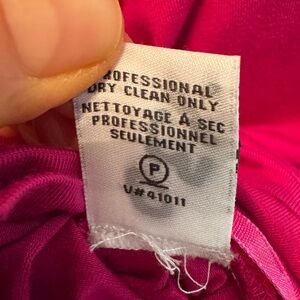 PROFESSIONAL
DRY CLEAN ONLY
NETTOYAGE À SEC
PROFESSIONNEL
SEULEMENT
P
V#41011